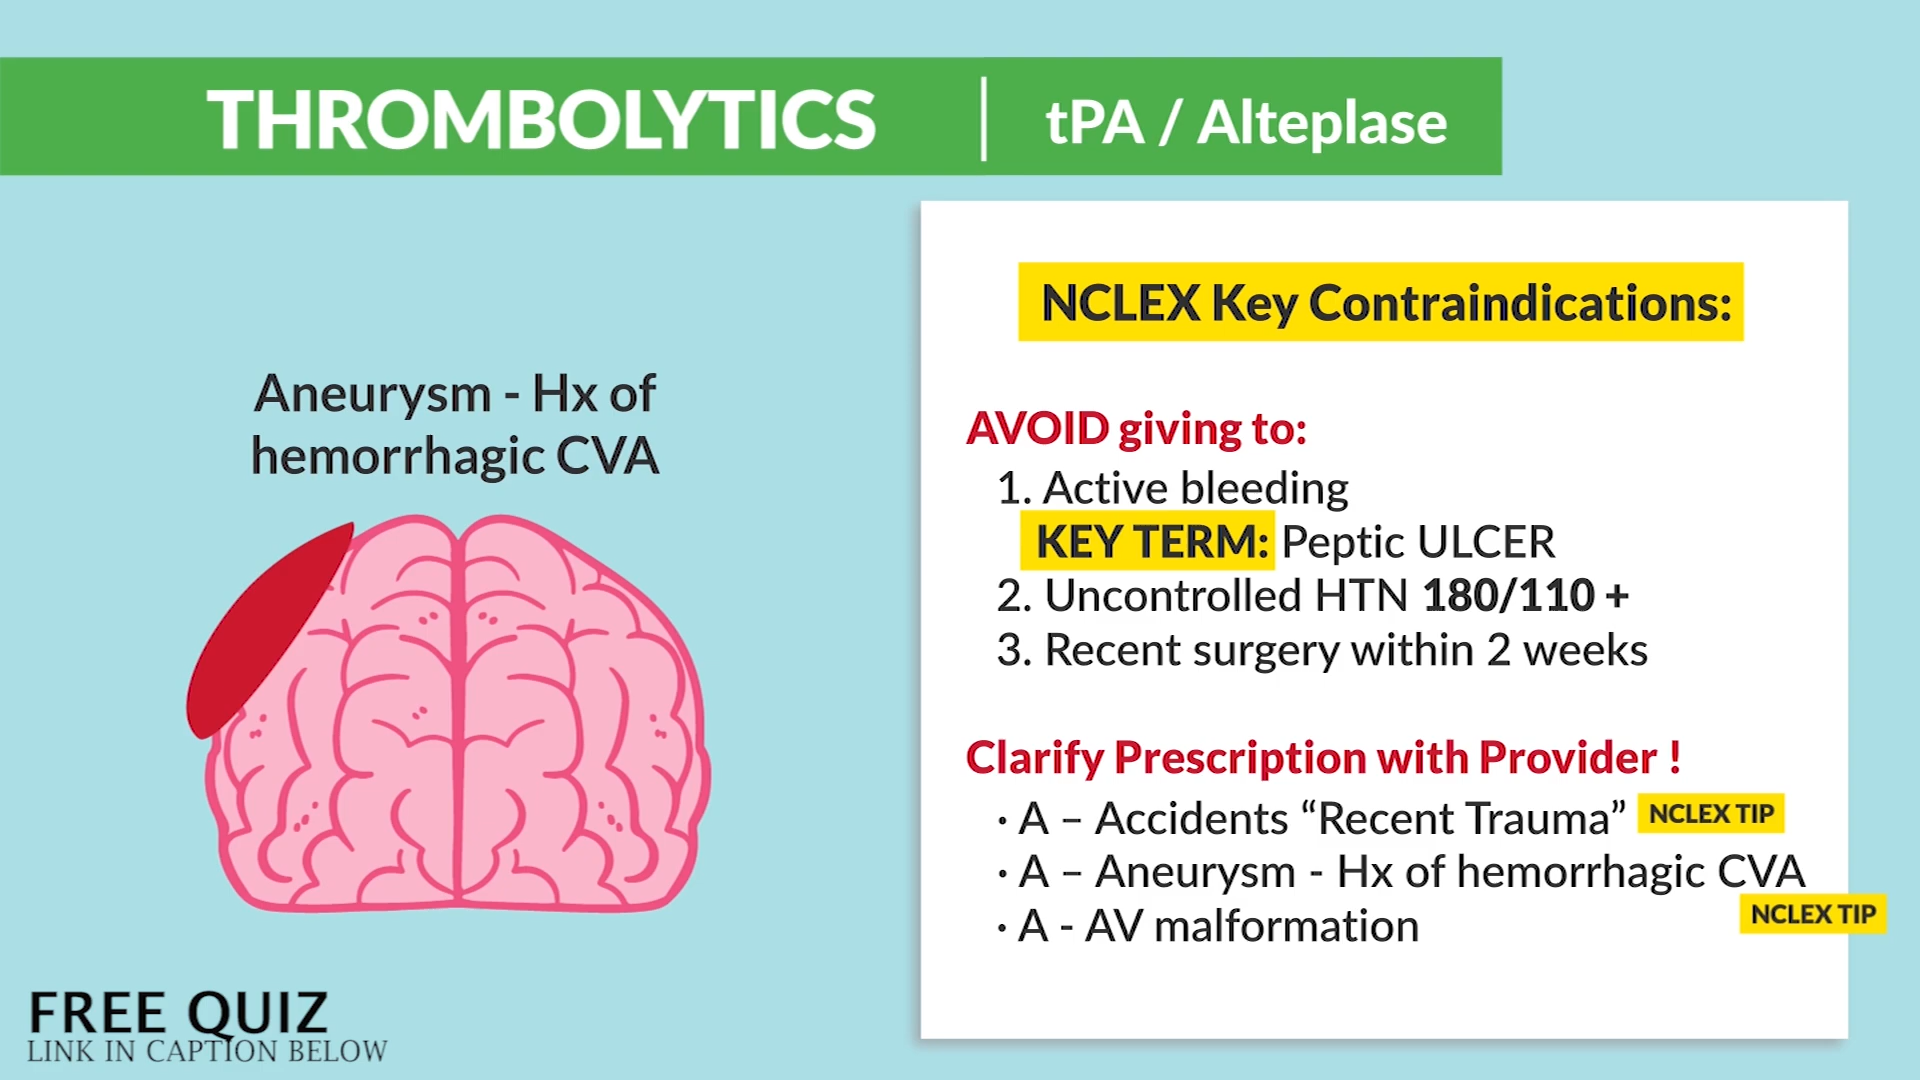 THROMBOLYTICS | tPA / Alteplase
Aneurysm - Hx of
hemorrhagic CVA
NCLEX Key Contraindications:
AVOID giving to:
1. Active bleeding
KEY TERM: Peptic ULCER
2. Uncontrolled HTN 180/110 +
3. Recent surgery within 2 weeks
Clarify Prescription with Provider !
· A – Accidents “Recent Trauma” NCLEX TIP
· A – Aneurysm - Hx of hemorrhagic CVA
NCLEX TIP
· A - AV malformation
FREE QUIZ
LINK IN CAPTION BELOW